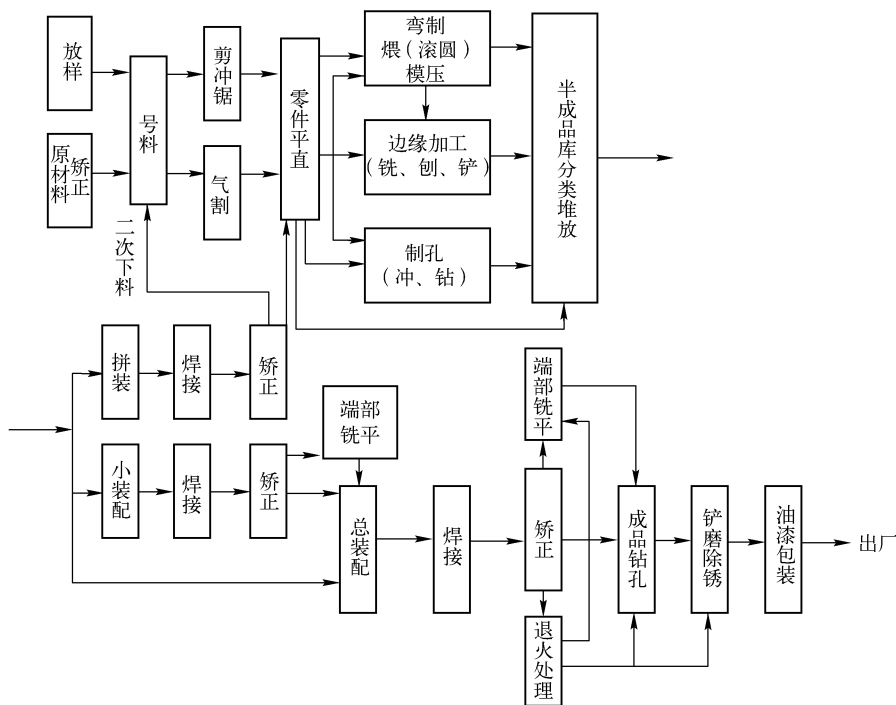 放样
原材料
矫正
号料
二次下料
剪冲锯
气割
零件平直
弯制
煨（滚圆）
模压
边缘加工
（铣、刨、铲）
制孔
（冲、钻）
半成品库分类堆放
拼装
焊接
矫正
小装配
焊接
矫正
端部
铣平
总装配
焊接
端部铣平
矫正
退火处理
成品钻孔
铲磨除锈
油漆包装
出厂